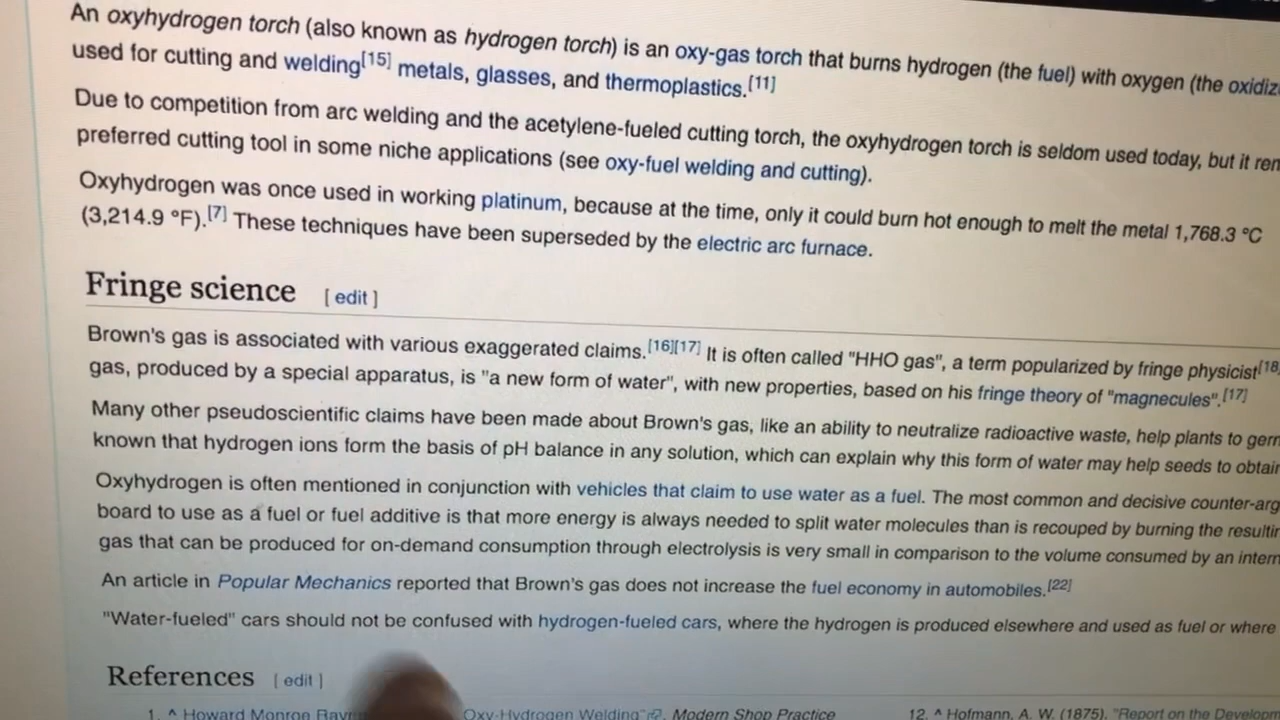 An oxyhydrogen torch (also known as hydrogen torch) is an oxy-gas torch that burns hydrogen (the fuel) with oxygen (the
used for cutting and welding[15] metals, glasses, and thermoplastics.[11]
Due to competition from arc welding and the acetylene-fueled cutting torch, the oxyhydrogen torch is seldom used today, but it
preferred cutting tool in some niche applications (see oxy-fuel welding and cutting).
Oxyhydrogen was once used in working platinum, because at the time, only it could burn hot enough to melt the metal 1,768.3 °C
(3,214.9 °F).[7] These techniques have been superseded by the electric arc furnace.
Fringe science [ edit ]
Brown's gas is associated with various exaggerated claims.[16][17] It is often called "HHO gas", a term popularized by fringe physicist[18]
gas, produced by a special apparatus, is "a new form of water", with new properties, based on his fringe theory of "magnecules".[17]
Many other pseudoscientific claims have been made about Brown's gas, like an ability to neutralize radioactive waste, help plants to
known that hydrogen ions form the basis of pH balance in any solution, which can explain why this form of water may help seeds to
Oxyhydrogen is often mentioned in conjunction with vehicles that claim to use water as a fuel. The most common and decisive
board to use as a fuel or fuel additive is that more energy is always needed to split water molecules than is recouped by burning the
gas that can be produced for on-demand consumption through electrolysis is very small in comparison to the volume consumed by an
An article in Popular Mechanics reported that Brown's gas does not increase the fuel economy in automobiles.[22]
"Water-fueled" cars should not be confused with hydrogen-fueled cars, where the hydrogen is produced elsewhere and used as fuel or where
References [ edit ]
1. ^ Howard Monroe Oxy-Hydrogen Welding". Modern Shop Practice
12. ^ Hofmann, A. W. (1875). "Report on the